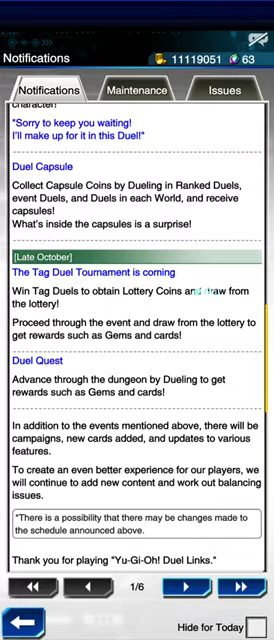 Notifications
11119051
63
Notifications
Maintenance
Issues
character!
"Sorry to keep you waiting!
I'll make up for it in this Duel!"
Duel Capsule
Collect Capsule Coins by Dueling in Ranked Duels,
event Duels, and Duels in each World, and receive
capsules!
What's inside the capsules is a surprise!
[Late October]
The Tag Duel Tournament is coming
Win Tag Duels to obtain Lottery Coins and draw from
the lottery!
Proceed through the event and draw from the lottery to
get rewards such as Gems and cards!
Duel Quest
Advance through the dungeon by Dueling to get
rewards such as Gems and cards!
In addition to the events mentioned above, there will be
campaigns, new cards added, and updates to various
features.
To create an even better experience for our players, we
will continue to add new content and work out balancing
issues.
*There is a possibility that there may be changes made to
the schedule announced above.
Thank you for playing "Yu-Gi-Oh! Duel Links."
1/6
Hide for Today